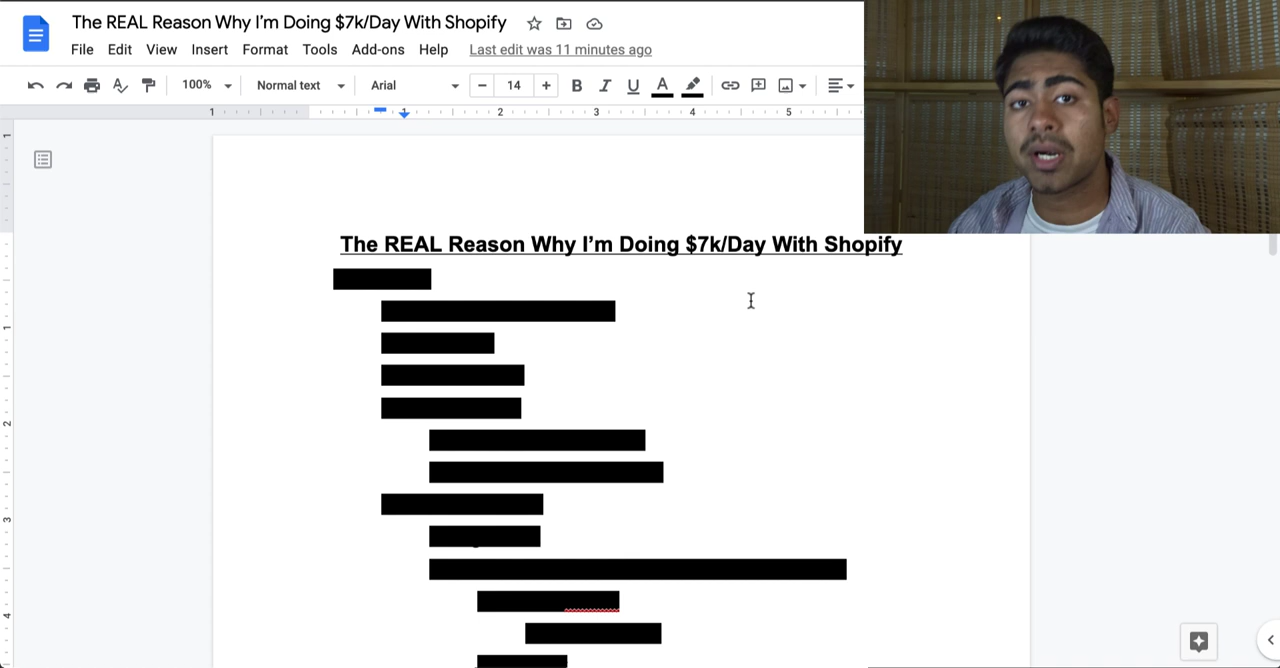 The REAL Reason Why I'm Doing $7k/Day With Shopify
File Edit View Insert Format Tools Add-ons Help Last edit was 11 minutes ago
100% Normal text Arial 14 B I U A
1 1 2 3 4 5
1
The REAL Reason Why I'm Doing $7k/Day With Shopify
1
2
3
4